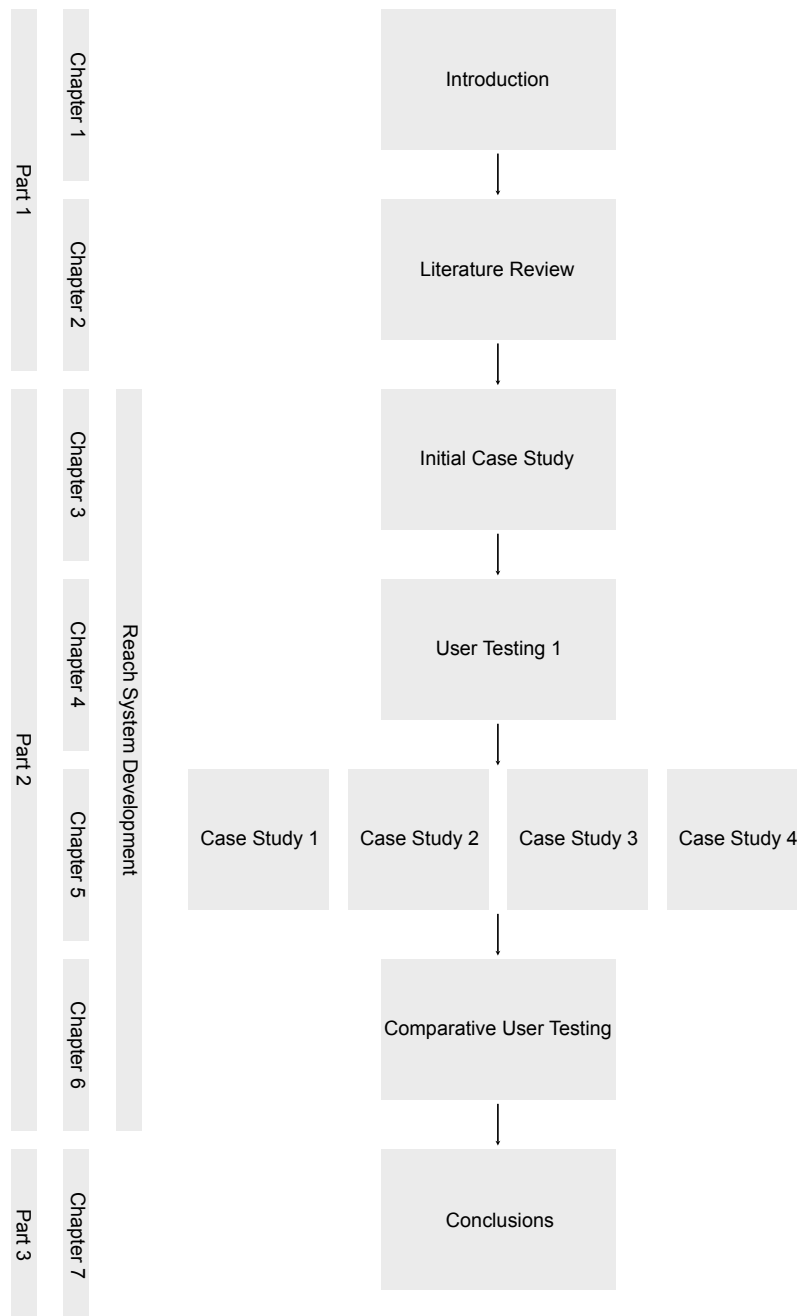 Part 1
Chapter 1
Introduction
Chapter 2
Literature Review
Part 2
Reach System Development
Chapter 3
Initial Case Study
Chapter 4
User Testing 1
Chapter 5
Case Study 1
Case Study 2
Case Study 3
Case Study 4
Chapter 6
Comparative User Testing
Part 3
Chapter 7
Conclusions